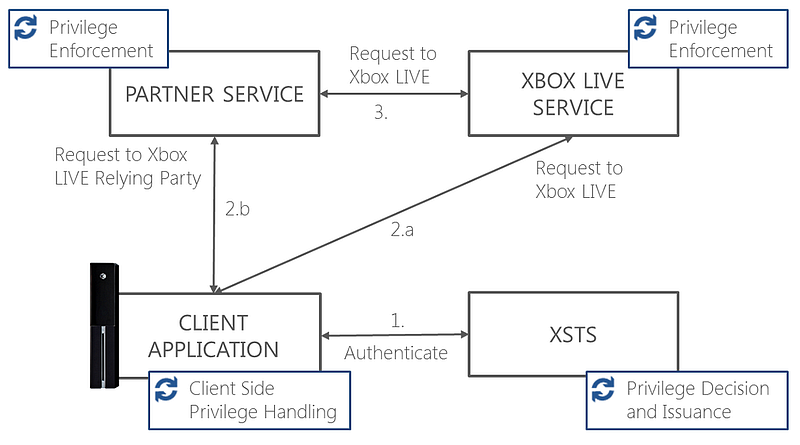 Privilege
Enforcement
PARTNER SERVICE
Request to
Xbox LIVE
3.
Privilege
Enforcement
XBOX LIVE
SERVICE
Request to Xbox
LIVE Relying Party
2.b
2.a
Request to
Xbox LIVE
CLIENT
APPLICATION
1.
Authenticate
XSTS
Client Side
Privilege Handling
Privilege Decision
and Issuance